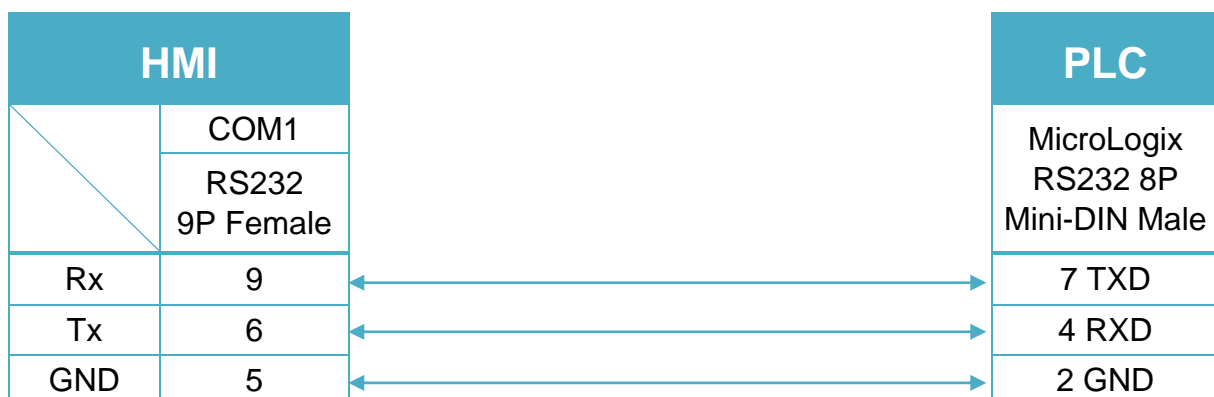 HMI
PLC
COM1
RS232
9P Female
MicroLogix
RS232 8P
Mini-DIN Male
Rx 9 7 TXD
Tx 6 4 RXD
GND 5 2 GND